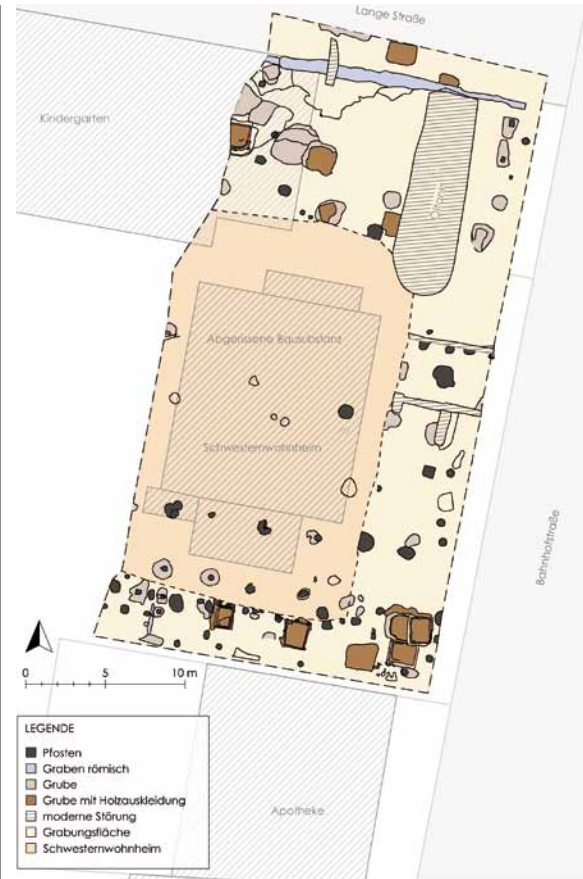 Lange Straße
Kindergarten
Abgerissene Bausubstanz
Schwesternwohnheim
Bahnhofstraße
0 5 10 m
LEGENDE
Pfosten
Graben römisch
Grube
Grube mit Holzauskleidung
moderne Störung
Grabungsfläche
Schwesternwohnheim
Apotheke